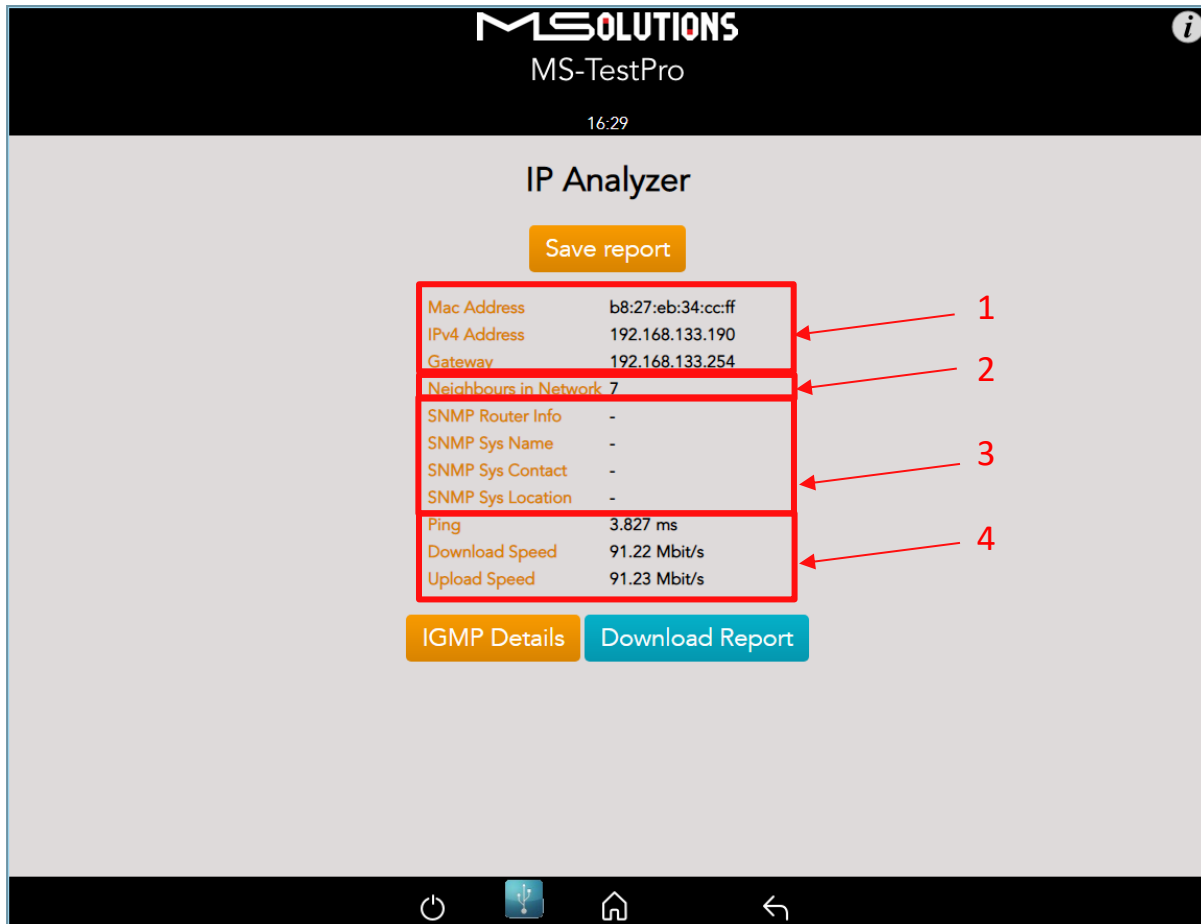 MSOLUTIONS
i
MS-TestPro
16:29
IP Analyzer
Save report
Mac Address b8:27:eb:34:cc:ff
IPv4 Address 192.168.133.190
Gateway 192.168.133.254
Neighbours in Network 7
SNMP Router Info -
SNMP Sys Name -
SNMP Sys Contact -
SNMP Sys Location -
Ping 3.827 ms
Download Speed 91.22 Mbit/s
Upload Speed 91.23 Mbit/s
1
2
3
4
IGMP Details Download Report